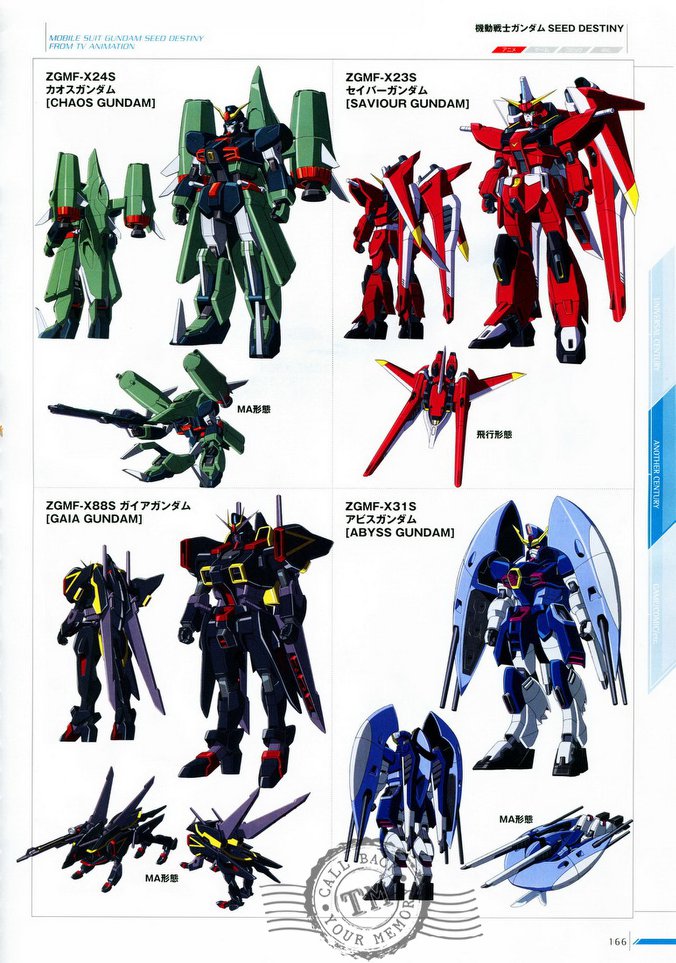 MOBILE SUIT GUNDAM SEED DESTINY
FROM TV ANIMATION
機動戦士ガンダム SEED DESTINY
アニメ
ZGMF-X24S
カオスガンダム
[CHAOS GUNDAM]
MA形態
ZGMF-X23S
セイバーガンダム
[SAVIOUR GUNDAM]
飛行形態
ZGMF-X88S ガイアガンダム
[GAIA GUNDAM]
MA形態
ZGMF-X31S
アビスガンダム
[ABYSS GUNDAM]
MA形態
UNIVERSAL CENTURY
ANOTHER CENTURY
CALL BACK
TM
YOUR MEMORY
166